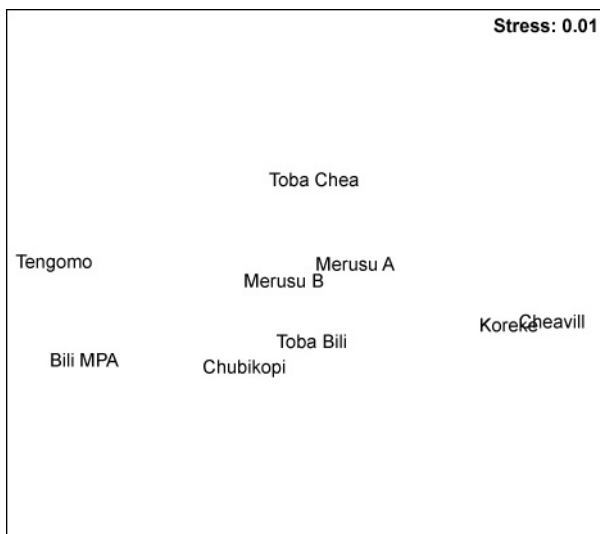 Stress: 0.01
Toba Chea
Tengomo
Merusu A
Merusu B
Koreke
Cheavill
Toba Bili
Bili MPA
Chubikopi